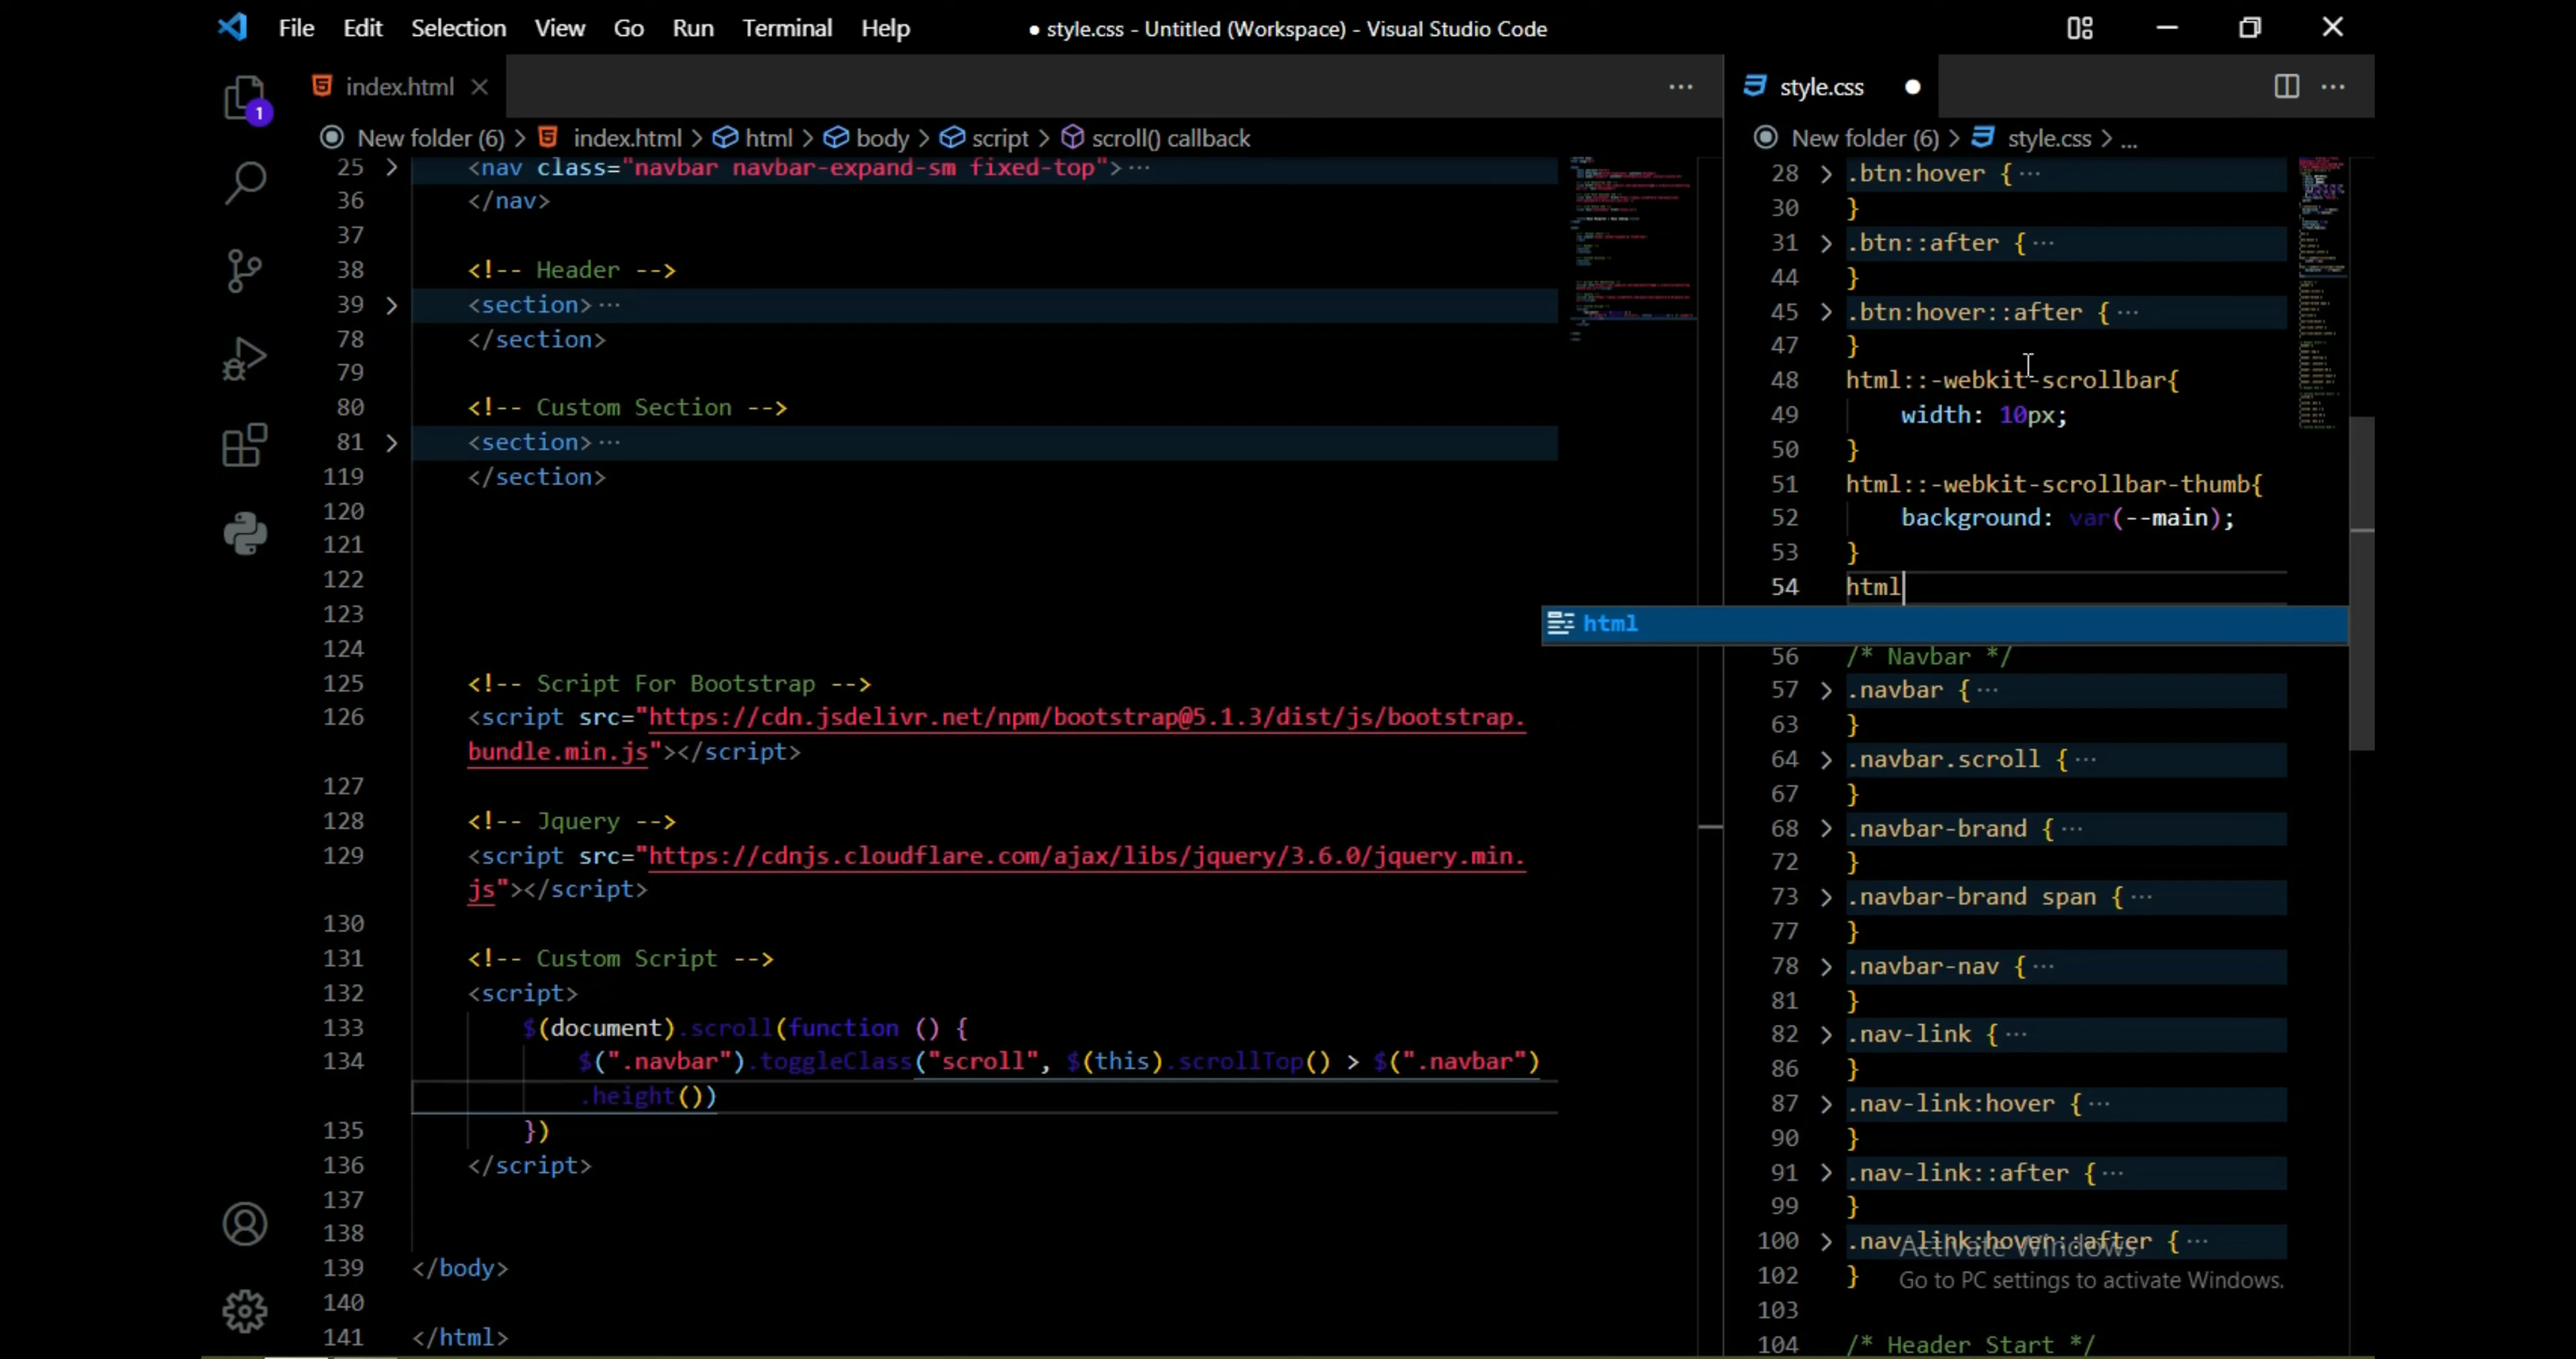 File Edit Selection View Go Run Terminal Help ● style.css - Untitled (Workspace) - Visual Studio Code
index.html
New folder (6) > index.html > html > body > script > scroll() callback
25 <nav class="navbar navbar-expand-sm fixed-top">···
36 </nav>
37
38 <!-- Header -->
39 <section>···
78 </section>
79
80 <!-- Custom Section -->
81 <section>···
119 </section>
120
121
122
123
124
125 <!-- Script For Bootstrap -->
126 <script src="https://cdn.jsdelivr.net/npm/bootstrap@5.1.3/dist/js/bootstrap.
bundle.min.js"></script>
127
128 <!-- Jquery -->
129 <script src="https://cdnjs.cloudflare.com/ajax/libs/jquery/3.6.0/jquery.min.
js"></script>
130
131 <!-- Custom Script -->
132 <script>
133 $(document).scroll(function () {
134 $(".navbar").toggleClass("scroll", $(this).scrollTop() > $(".navbar")
.height())
135 })
136 </script>
137
138
139 </body>
140
141 </html>
1
style.css ●
New folder (6) > style.css > ...
28 .btn:hover {···
30 }
31 .btn::after {···
44 }
45 .btn:hover::after {···
47 }
48 html::-webkit-scrollbar{
49 width: 10px;
50 }
51 html::-webkit-scrollbar-thumb{
52 background: var(--main);
53 }
54 html
html
56 /* Navbar */
57 .navbar {···
63 }
64 .navbar.scroll {···
67 }
68 .navbar-brand {···
72 }
73 .navbar-brand span {···
77 }
78 .navbar-nav {···
81 }
82 .nav-link {···
86 }
87 .nav-link:hover {···
90 }
91 .nav-link::after {···
99 }
100 .nav-link:hover::after {···
102 }
103
104 /* Header Start */
Activate Windows
Go to PC settings to activate Windows.